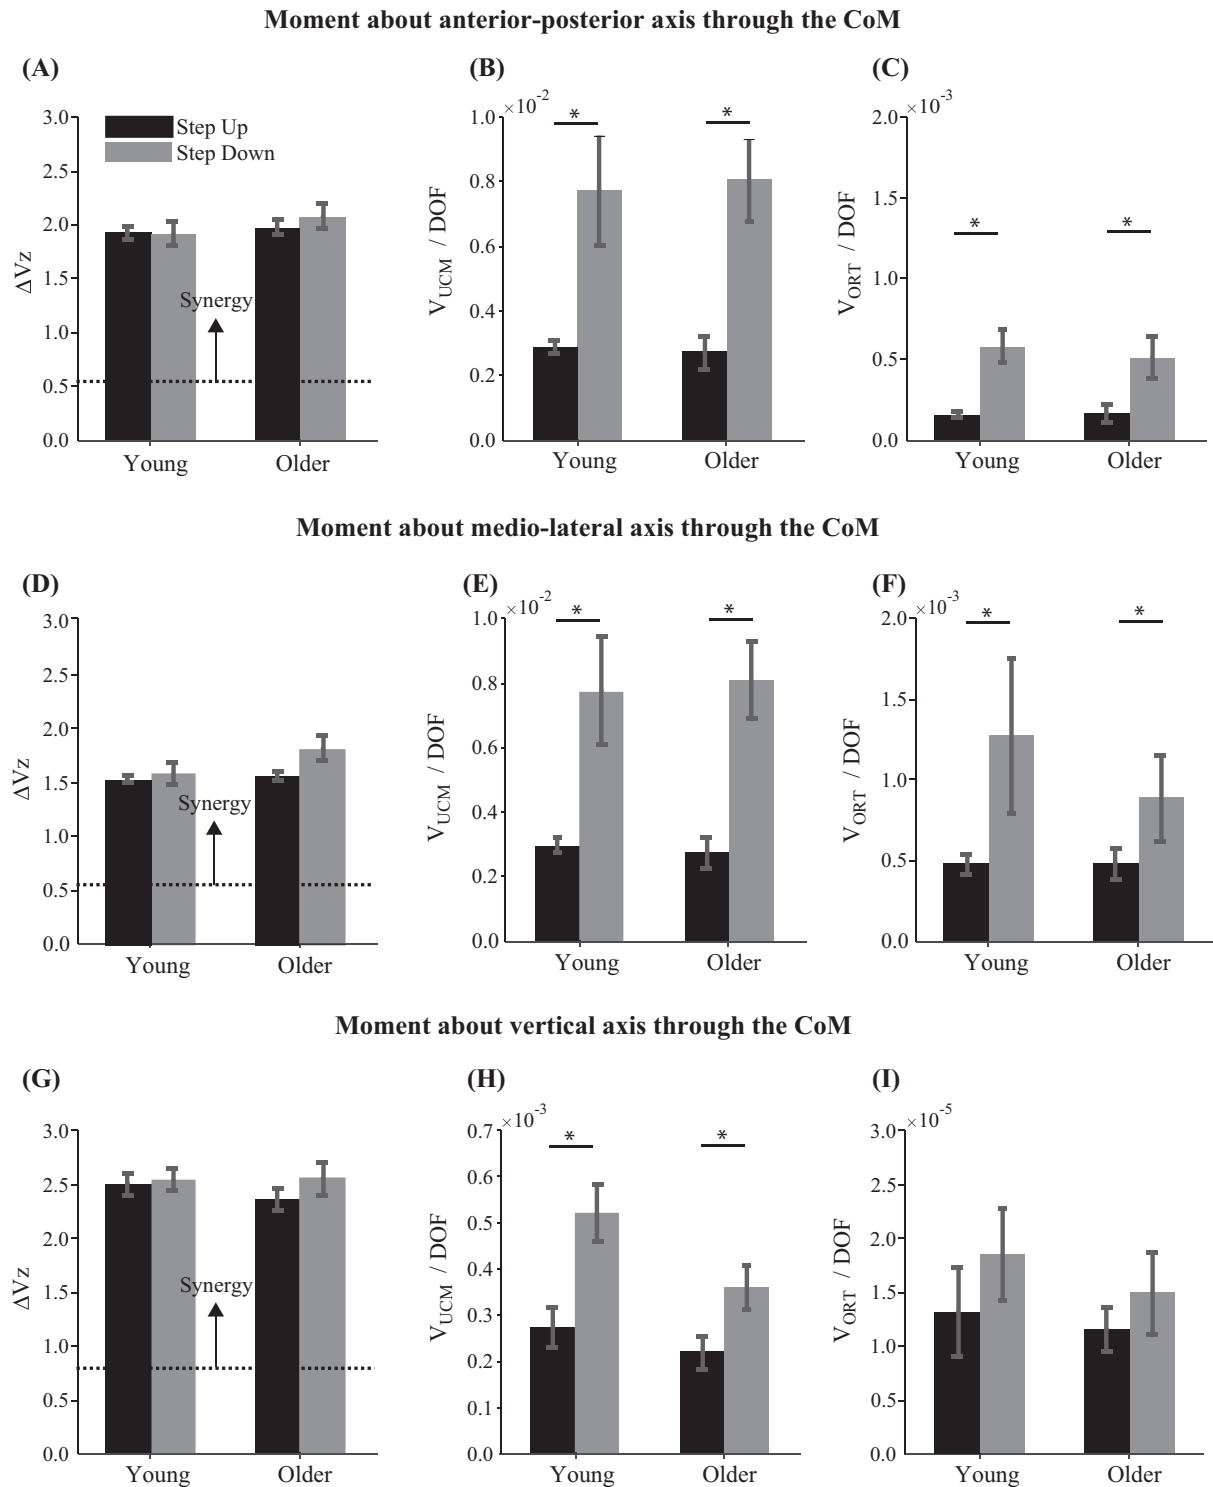 Moment about anterior-posterior axis through the CoM
(A)
(B)
(C)
×10-2
×10-3
3.0
2.5
2.0
1.5
1.0
0.5
0.0
ΔVz
Step Up
Step Down
Synergy
Young
Older
1.0
0.8
0.6
0.4
0.2
0.0
VUCM / DOF
*
*
Young
Older
2.0
1.5
1.0
0.5
0.0
VORT / DOF
*
*
Young
Older
Moment about medio-lateral axis through the CoM
(D)
(E)
(F)
×10-2
×10-3
3.0
2.5
2.0
1.5
1.0
0.5
0.0
ΔVz
Synergy
Young
Older
1.0
0.8
0.6
0.4
0.2
0.0
VUCM / DOF
*
*
Young
Older
2.0
1.5
1.0
0.5
0.0
VORT / DOF
*
*
Young
Older
Moment about vertical axis through the CoM
(G)
(H)
(I)
×10-3
×10-5
3.0
2.5
2.0
1.5
1.0
0.5
0.0
ΔVz
Synergy
Young
Older
0.7
0.6
0.5
0.4
0.3
0.2
0.1
0.0
VUCM / DOF
*
*
Young
Older
3.0
2.5
2.0
1.5
1.0
0.5
0.0
VORT / DOF
Young
Older